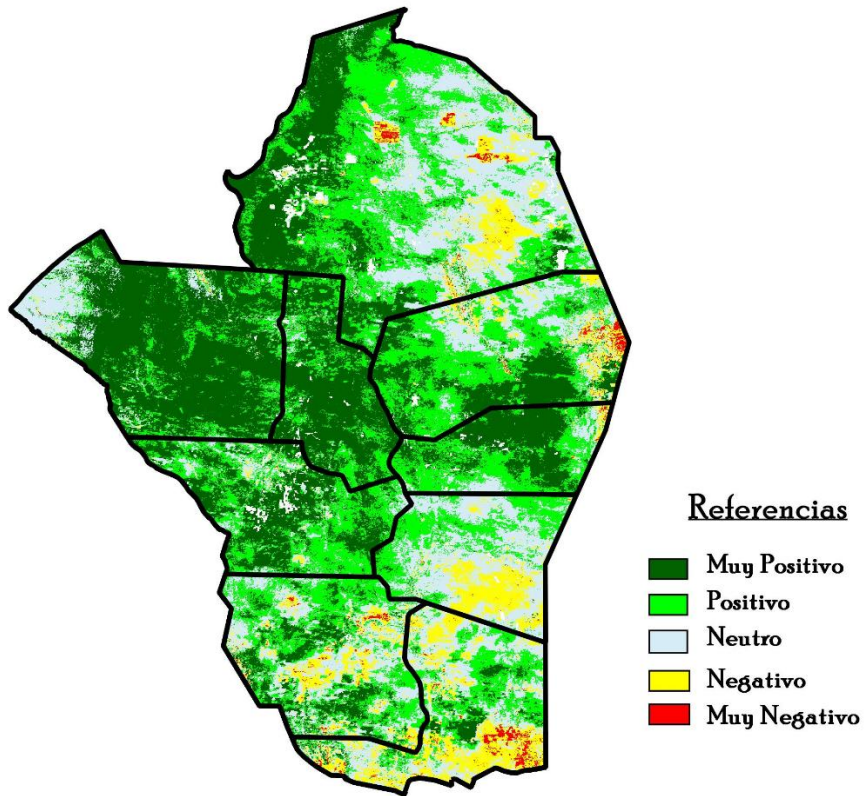 Referencias
Muy Positivo
Positivo
Neutro
Negativo
Muy Negativo